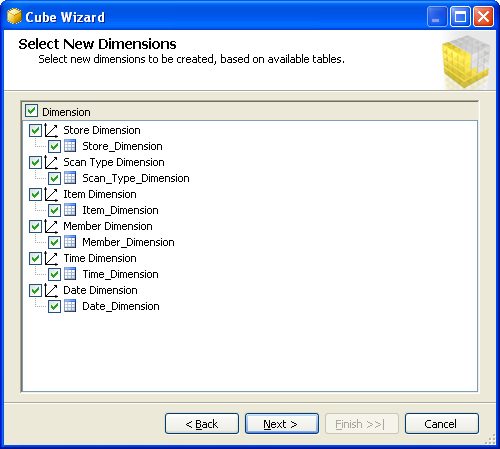 Cube Wizard
Select New Dimensions
Select new dimensions to be created, based on available tables.
Dimension
Store Dimension
Store_Dimension
Scan Type Dimension
Scan_Type_Dimension
Item Dimension
Item_Dimension
Member Dimension
Member_Dimension
Time Dimension
Time_Dimension
Date Dimension
Date_Dimension
< Back
Next >
Finish >>|
Cancel